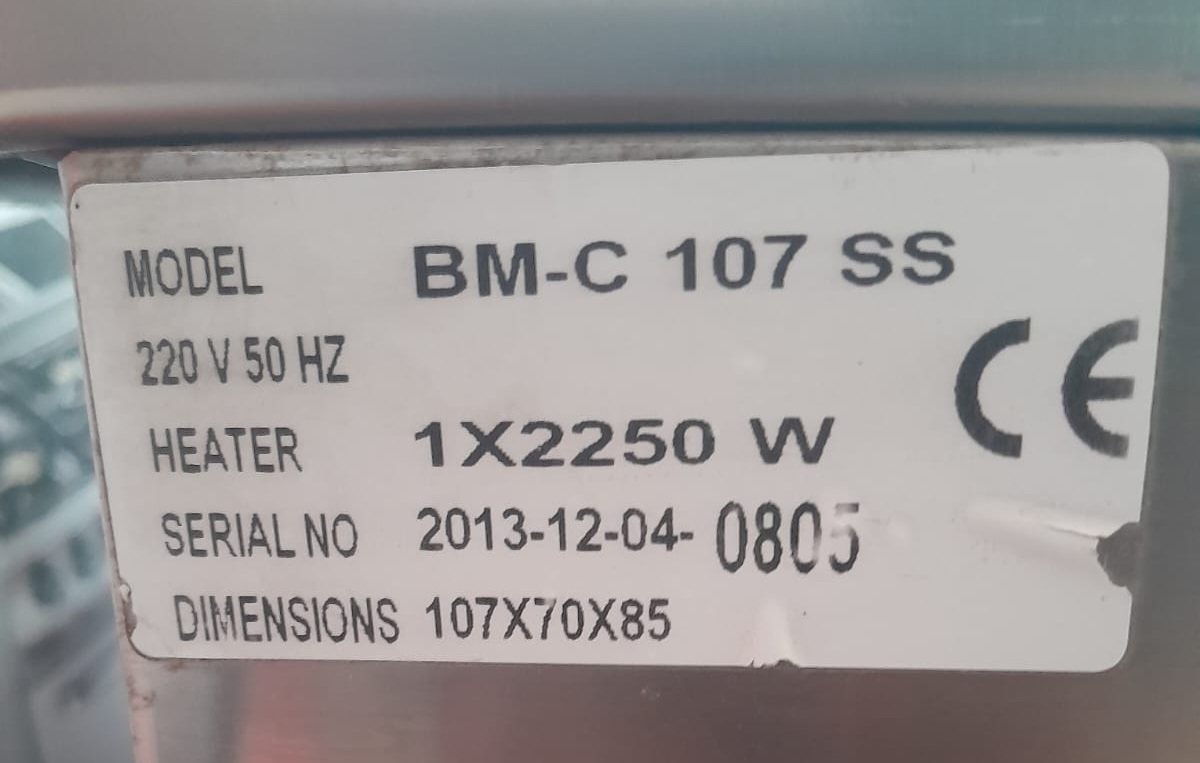 MODEL BM-C 107 SS
220 V 50 HZ
CE
HEATER 1X2250 W
SERIAL NO 2013-12-04- 0805
DIMENSIONS 107X70X85